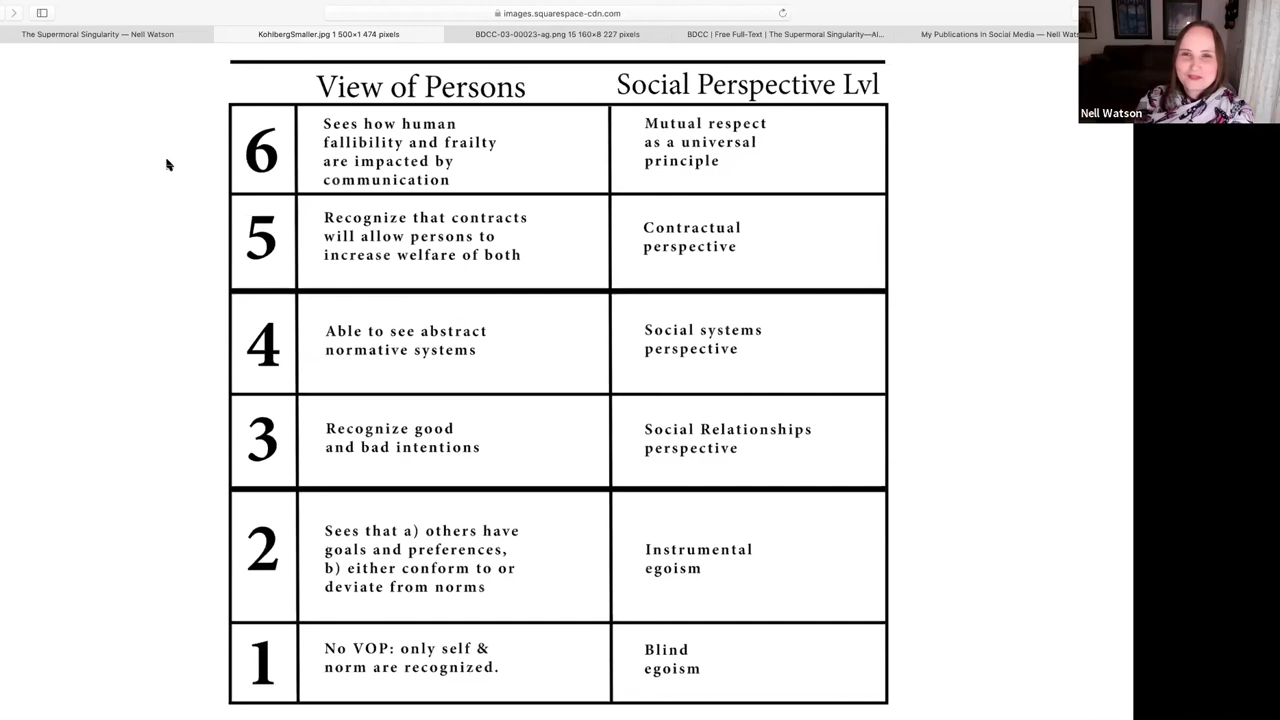 images.squarespace-cdn.com
The Supermoral Singularity — Nell Watson
KohlbergSmaller.jpg 1 500×1 474 pixels
BDCC-03-00023-ag.png 15 160×8 227 pixels
BDCC | Free Full-Text | The Supermoral Singularity—AI...
My Publications In Social Media — Nell Wats
Nell Watson
View of Persons
Social Perspective Lvl
6
Sees how human
fallibility and frailty
are impacted by
communication
Mutual respect
as a universal
principle
5
Recognize that contracts
will allow persons to
increase welfare of both
Contractual
perspective
4
Able to see abstract
normative systems
Social systems
perspective
3
Recognize good
and bad intentions
Social Relationships
perspective
2
Sees that a) others have
goals and preferences,
b) either conform to or
deviate from norms
Instrumental
egoism
1
No VOP: only self &
norm are recognized.
Blind
egoism